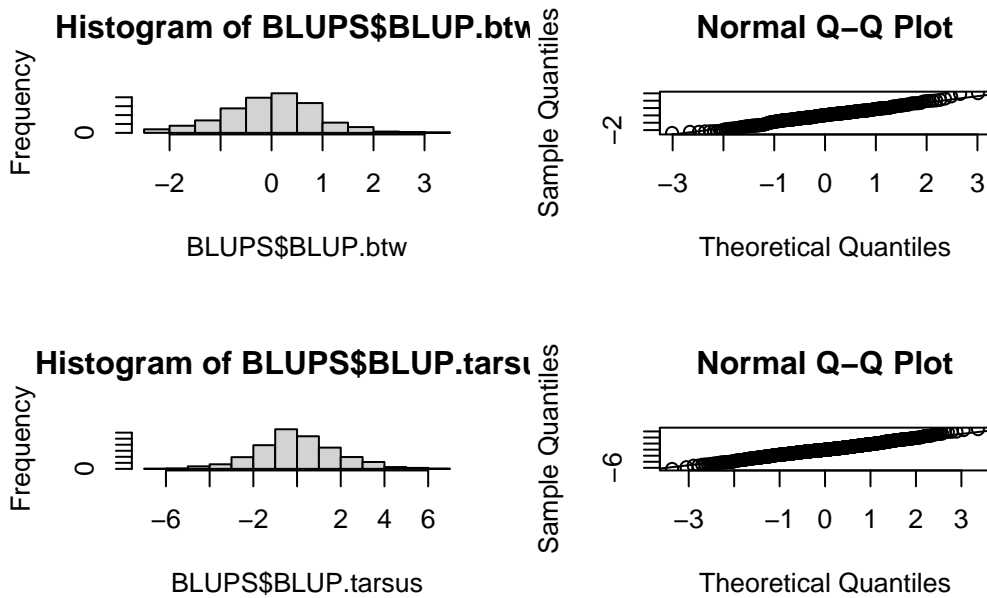 Histogram of BLUPS$BLUP.btw
Frequency
0
−2 0 1 2 3
BLUPS$BLUP.btw
Normal Q−Q Plot
Sample Quantiles
−2
−3 −1 0 1 2 3
Theoretical Quantiles
Histogram of BLUPS$BLUP.tarsu
Frequency
0
−6 −2 2 4 6
BLUPS$BLUP.tarsus
Normal Q−Q Plot
Sample Quantiles
−6
−3 −1 0 1 2 3
Theoretical Quantiles